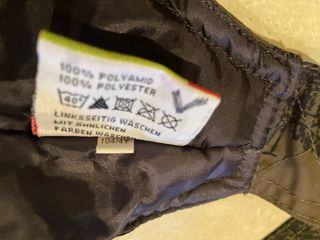 100% POLYAMID
100% POLYESTER
40°
LINKSSEITIG WASCHEN
MIT ÄHNLICHEN
FARBEN WASCHEN